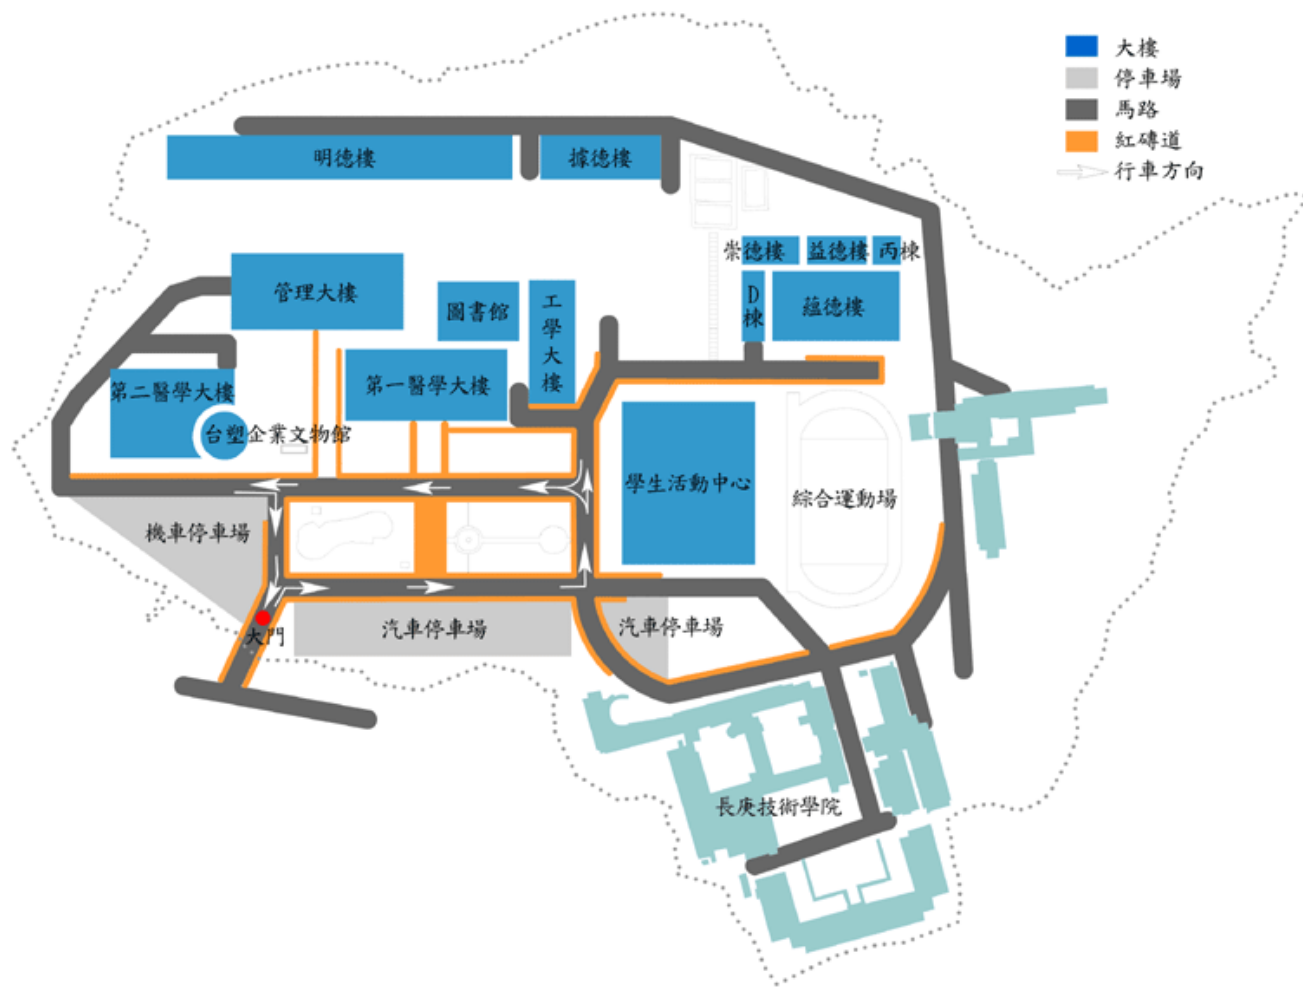 大樓
停車場
馬路
紅磚道
行車方向
明德樓
據德樓
崇德樓
益德樓
丙棟
管理大樓
圖書館
工學大樓
D棟
蘊德樓
第一醫學大樓
第二醫學大樓
台塑企業文物館
學生活動中心
綜合運動場
機車停車場
大門
汽車停車場
汽車停車場
長庚技術學院